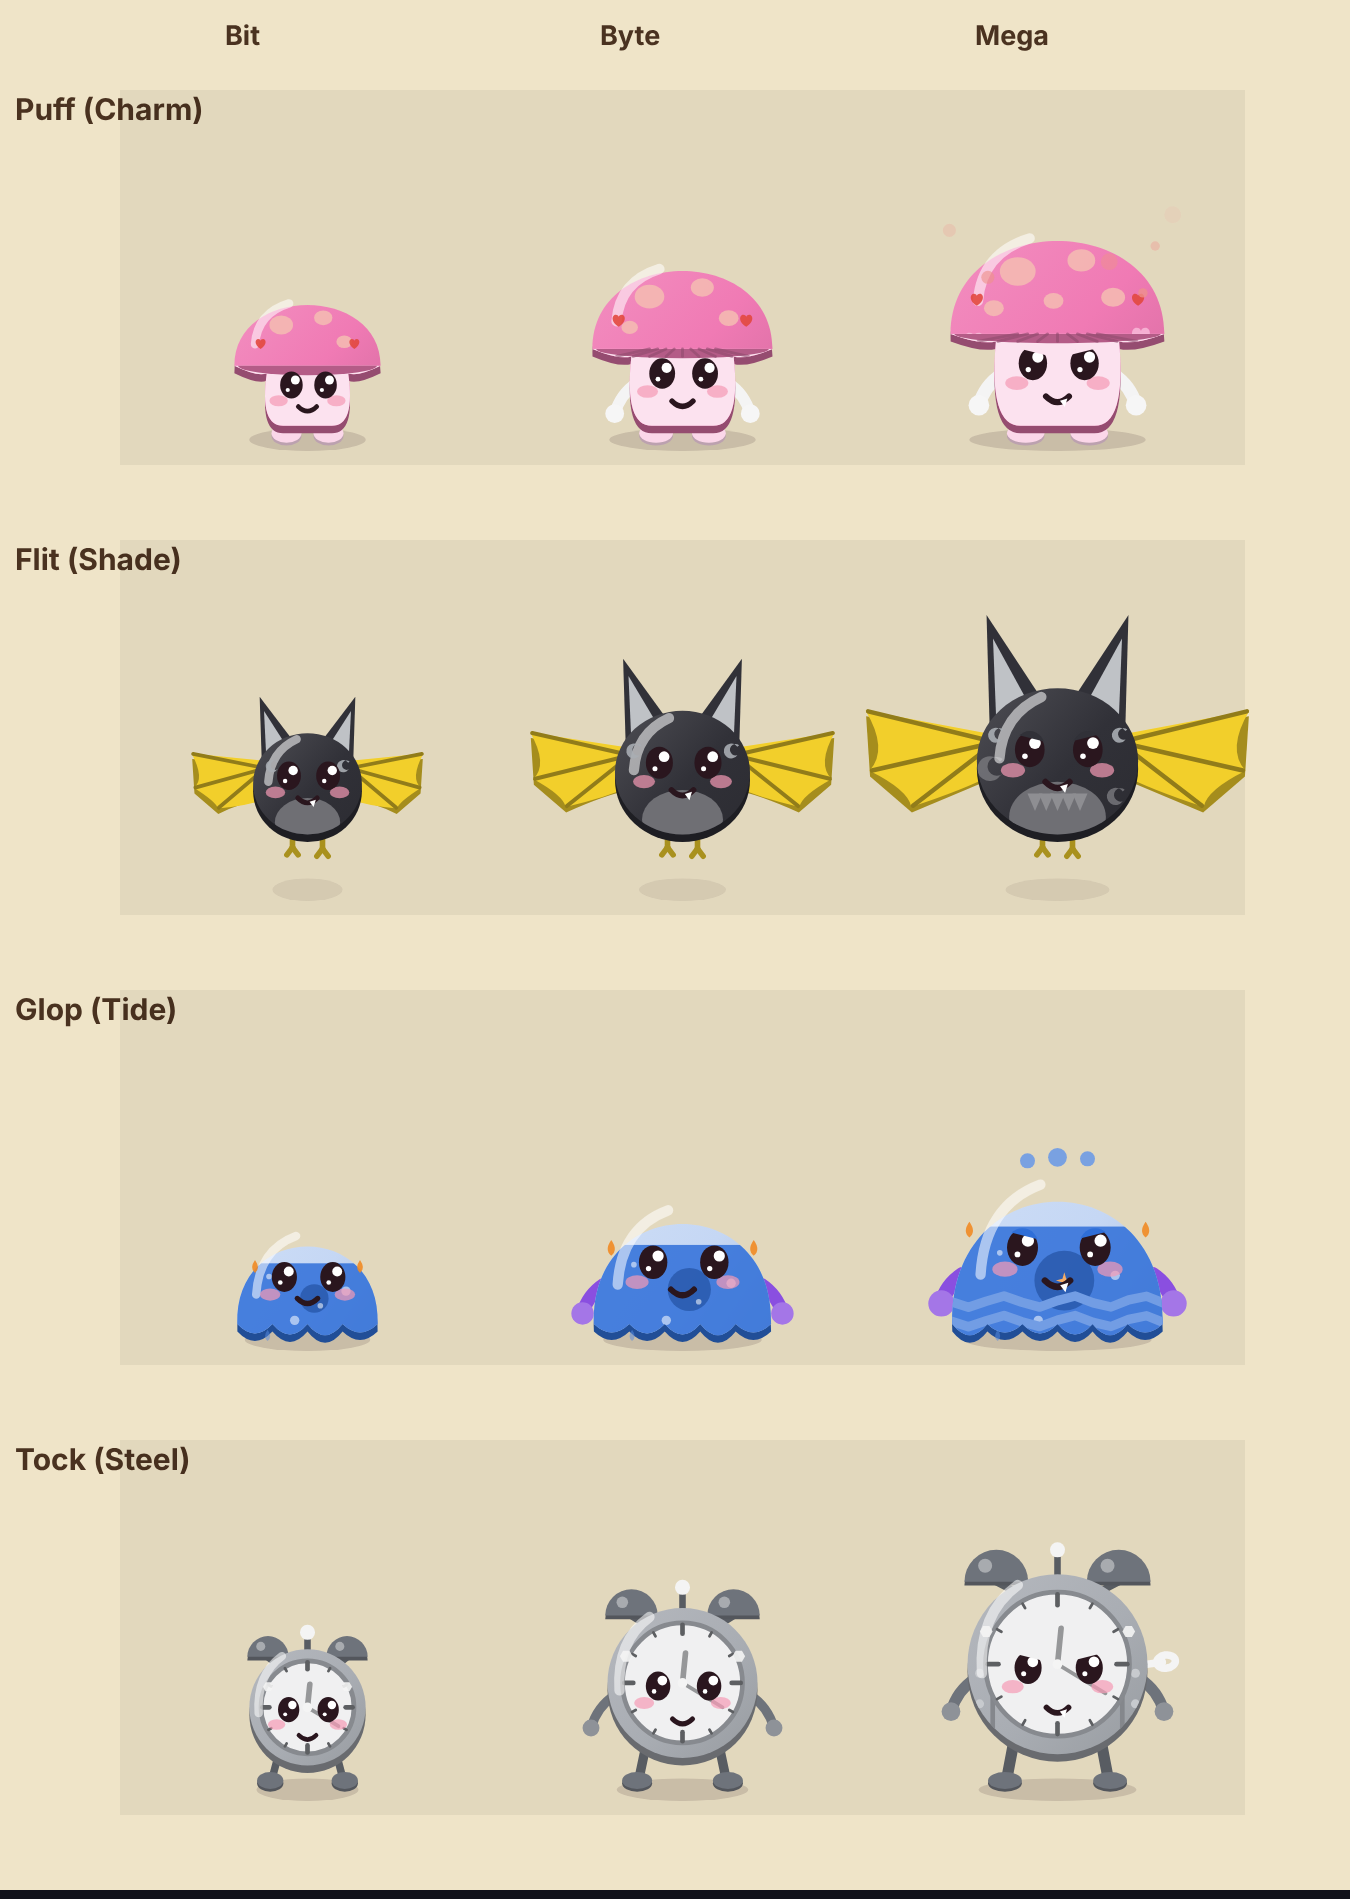 Bit Byte Mega
Puff (Charm)
Flit (Shade)
Glop (Tide)
Tock (Steel)